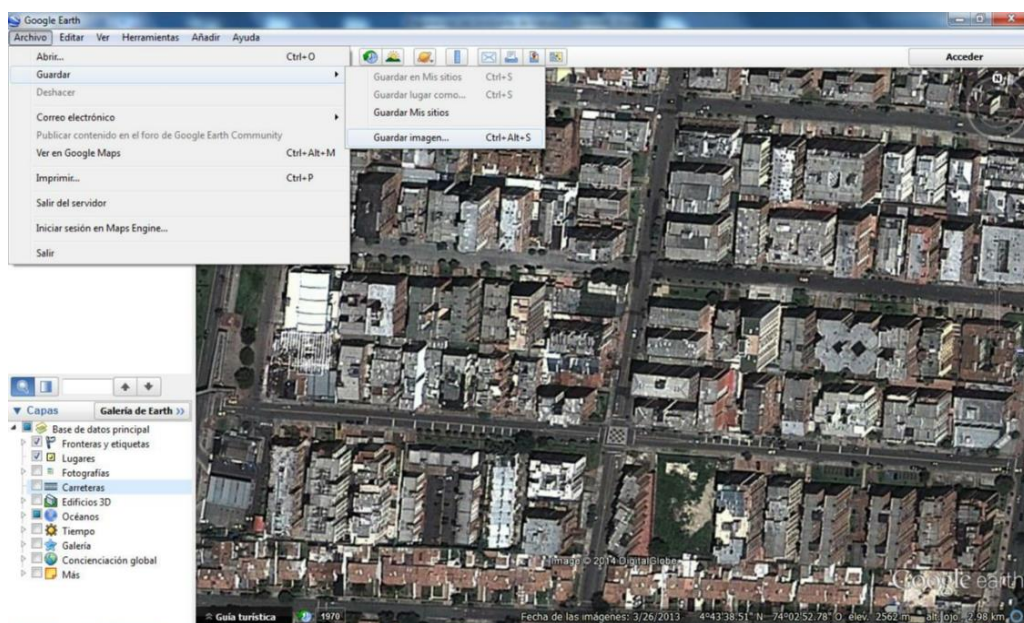 Google Earth
Archivo Editar Ver Herramientas Añadir Ayuda
Abrir... Ctrl+O
Guardar
Deshacer
Correo electrónico
Publicar contenido en el foro de Google Earth Community
Ver en Google Maps Ctrl+Alt+M
Imprimir... Ctrl+P
Salir del servidor
Iniciar sesión en Maps Engine...
Salir
Guardar en Mis sitios Ctrl+S
Guardar lugar como... Ctrl+S
Guardar Mis sitios
Guardar imagen... Ctrl+Alt+S
Acceder
N
Capas
Galería de Earth >>
Base de datos principal
Fronteras y etiquetas
Lugares
Fotografías
Carreteras
Edificios 3D
Océanos
Tiempo
Galería
Concienciación global
Más
Image © 2014 DigitalGlobe
Google earth
Guía turística
1970
Fecha de las imágenes: 3/26/2013 4°43'38.51" N 74°02'52.78" O elev. 2562 m alt. ojo 2.98 km